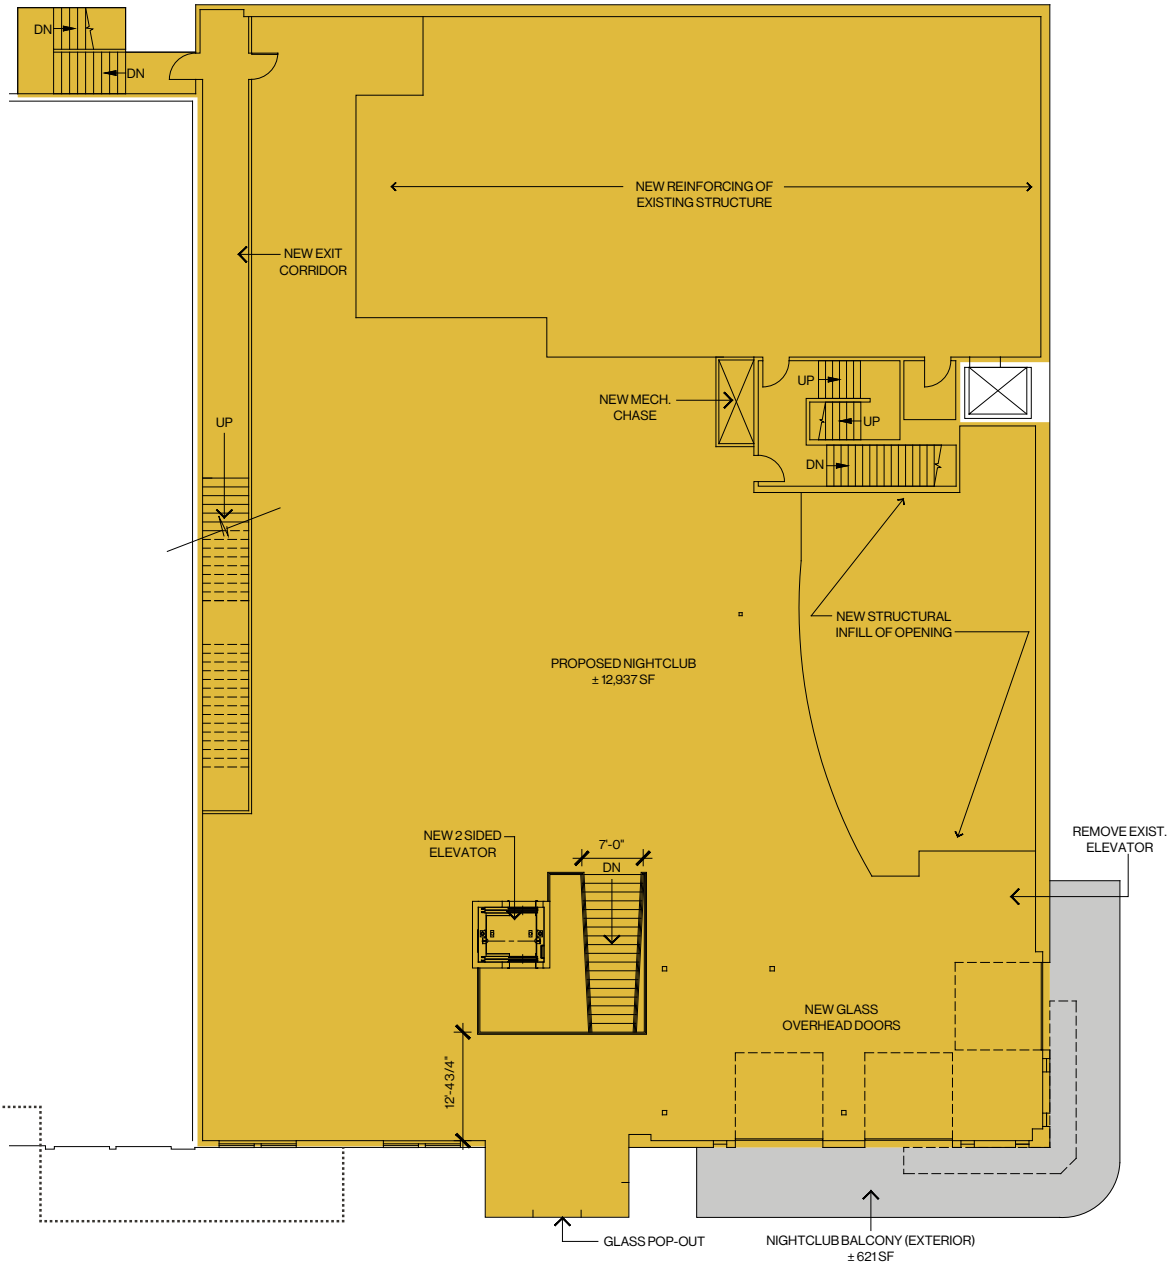 DN
DN
NEW REINFORCING OF
EXISTING STRUCTURE
NEW EXIT
CORRIDOR
UP
NEW MECH.
CHASE
UP
UP
DN
NEW STRUCTURAL
INFILL OF OPENING
PROPOSED NIGHTCLUB
± 12,937 SF
NEW 2 SIDED
ELEVATOR
7'-0"
DN
REMOVE EXIST.
ELEVATOR
NEW GLASS
OVERHEAD DOORS
12'-4 3/4"
GLASS POP-OUT
NIGHTCLUB BALCONY (EXTERIOR)
± 621 SF